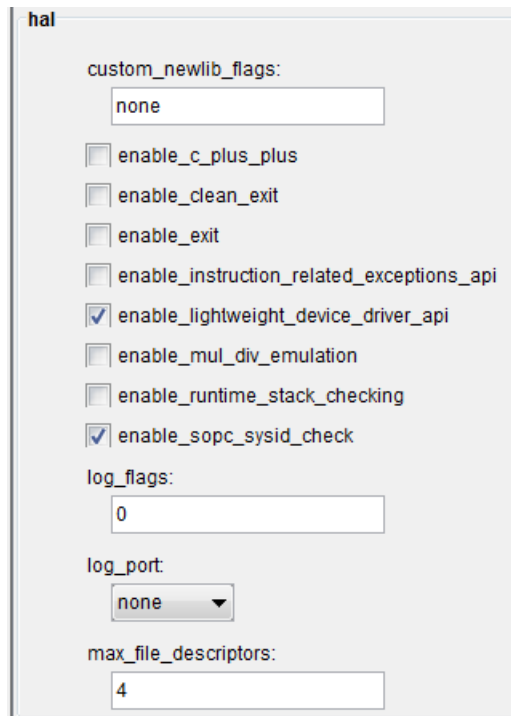 hal
custom_newlib_flags:
none
enable_c_plus_plus
enable_clean_exit
enable_exit
enable_instruction_related_exceptions_api
enable_lightweight_device_driver_api
enable_mul_div_emulation
enable_runtime_stack_checking
enable_sopc_sysid_check
log_flags:
0
log_port:
none
max_file_descriptors:
4